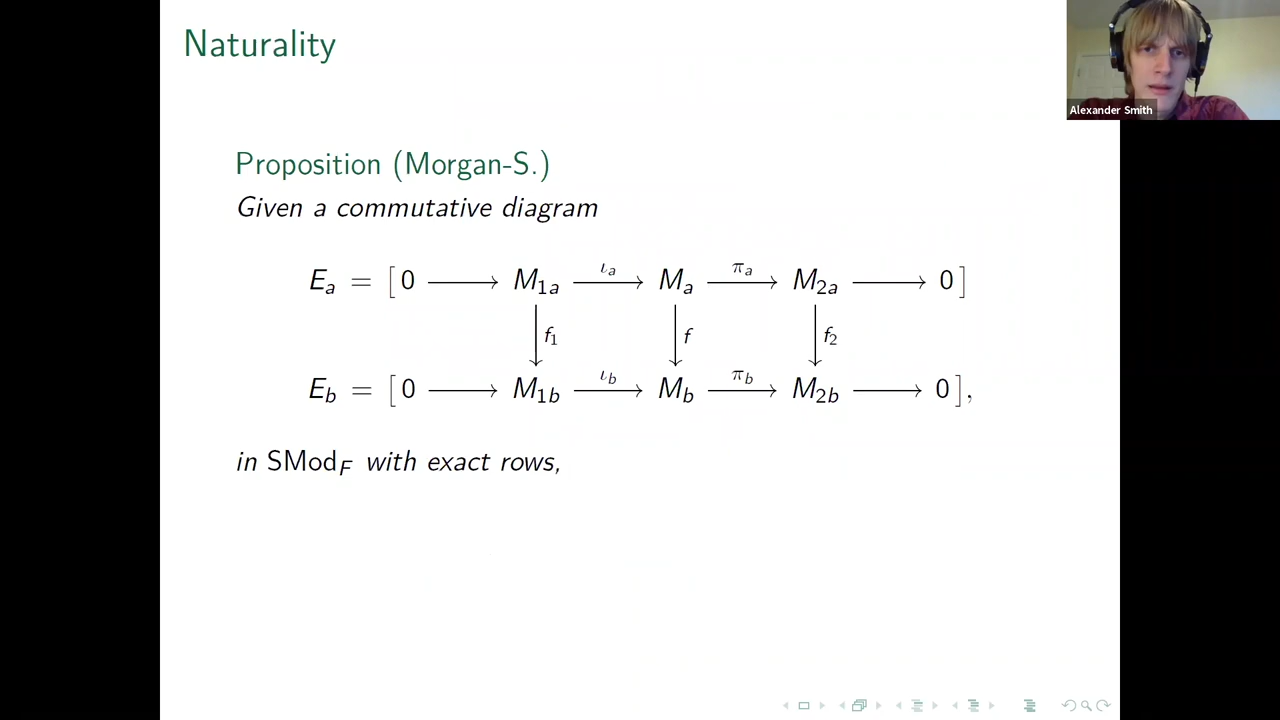 Naturality
Alexander Smith
Proposition (Morgan-S.)
Given a commutative diagram
E_a = [ 0 ⟶ M_{1a} ⟶^{ι_a} M_a ⟶^{π_a} M_{2a} ⟶ 0 ]
f_1 f f_2
E_b = [ 0 ⟶ M_{1b} ⟶^{ι_b} M_b ⟶^{π_b} M_{2b} ⟶ 0 ],
in SMod_F with exact rows,